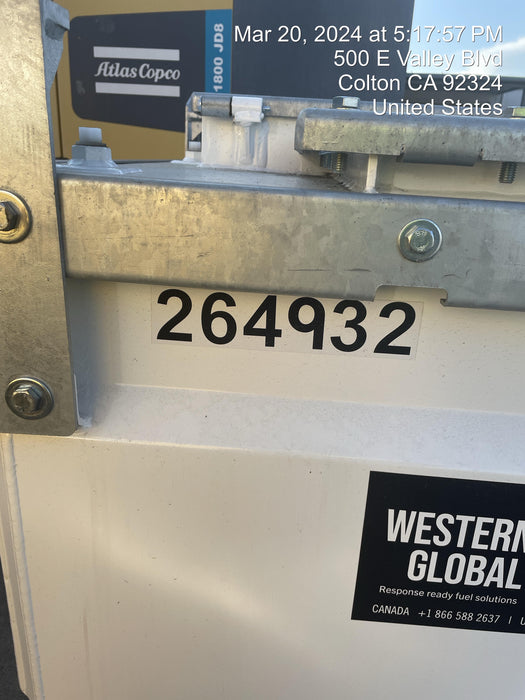 Mar 20, 2024 at 5:17:57 PM
500 E Valley Blvd
Colton CA 92324
United States
Atlas Copco
1800 JD8
264932
WESTERN
GLOBAL
Response ready fuel solutions
CANADA +1 866 588 2637 |